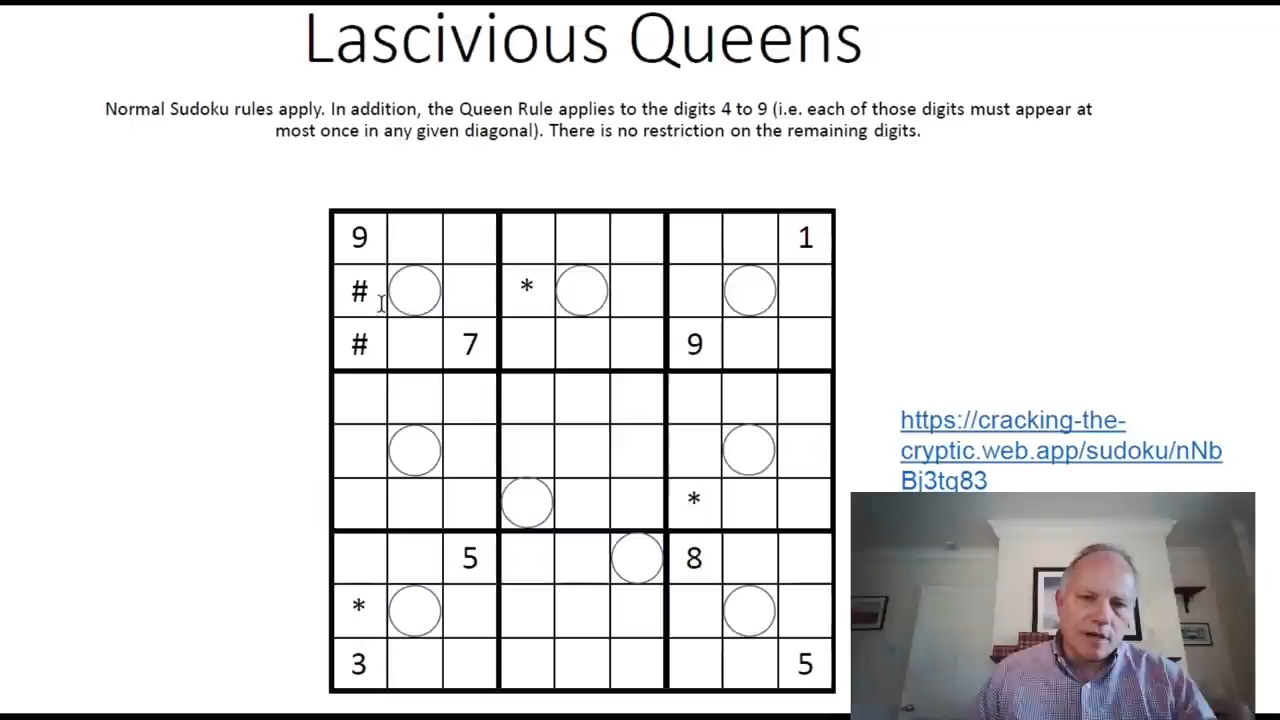 Lascivious Queens
Normal Sudoku rules apply. In addition, the Queen Rule applies to the digits 4 to 9 (i.e. each of those digits must appear at
most once in any given diagonal). There is no restriction on the remaining digits.
9 1
# *
# 7 9
https://cracking-the-
cryptic.web.app/sudoku/nNb
Bj3tq83
*
5 8
*
3 5